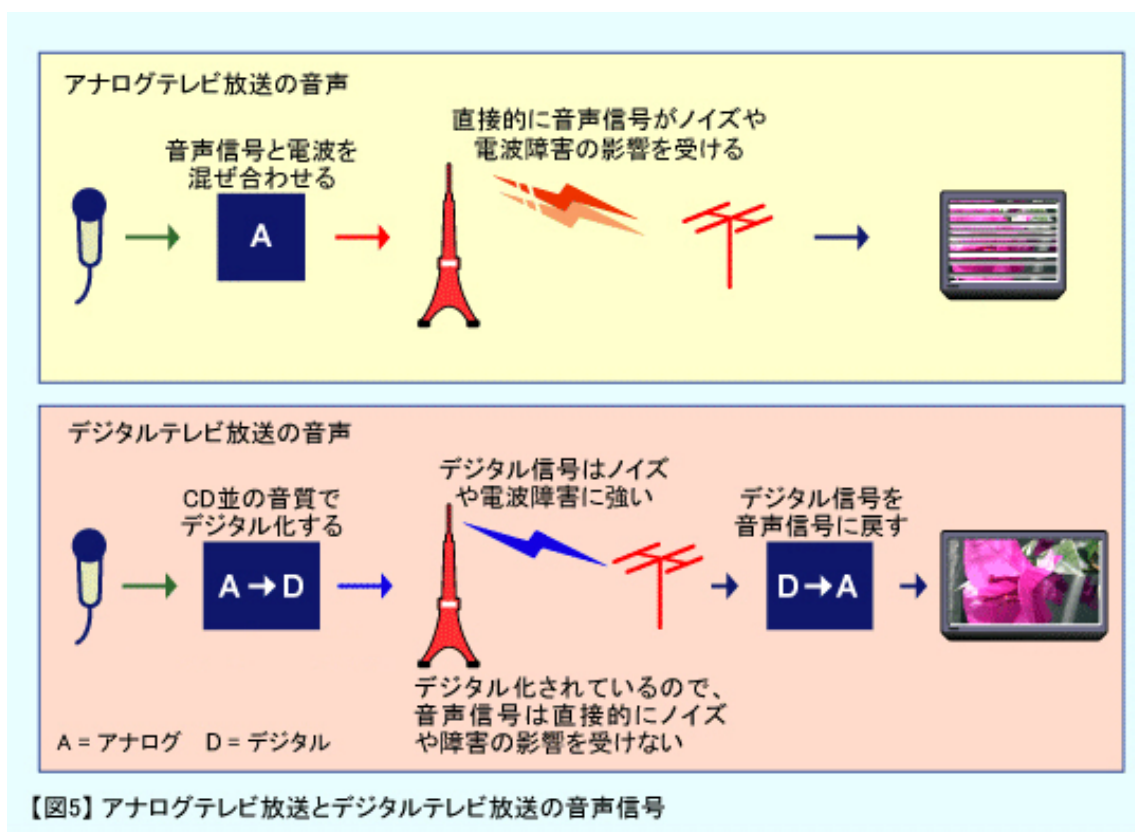 アナログテレビ放送の音声
音声信号と電波を
混ぜ合わせる
A
直接的に音声信号がノイズや
電波障害の影響を受ける
デジタルテレビ放送の音声
CD並の音質で
デジタル化する
A→D
デジタル信号はノイズ
や電波障害に強い
デジタル信号を
音声信号に戻す
D→A
デジタル化されているので、
音声信号は直接的にノイズ
や障害の影響を受けない
A = アナログ D = デジタル
【図5】アナログテレビ放送とデジタルテレビ放送の音声信号